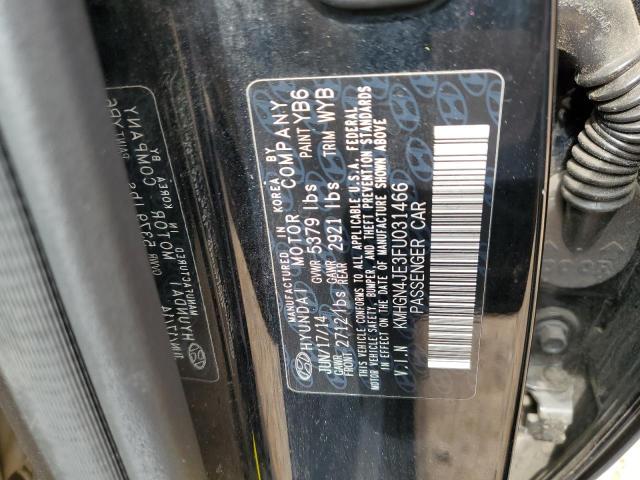 MANUFACTURED IN KOREA BY
HYUNDAI MOTOR COMPANY
JUN/17/14 GVWR 5379 lbs PAINT YB6
GAWR FRONT 2712 lbs GAWR REAR 2921 lbs TRIM WYB
THIS VEHICLE CONFORMS TO ALL APPLICABLE U.S.A. FEDERAL
MOTOR VEHICLE SAFETY, BUMPER, AND THEFT PREVENTION STANDARDS
IN EFFECT ON THE DATE OF MANUFACTURE SHOWN ABOVE
V.I.N KMHGN4JE3FU031466
PASSENGER CAR